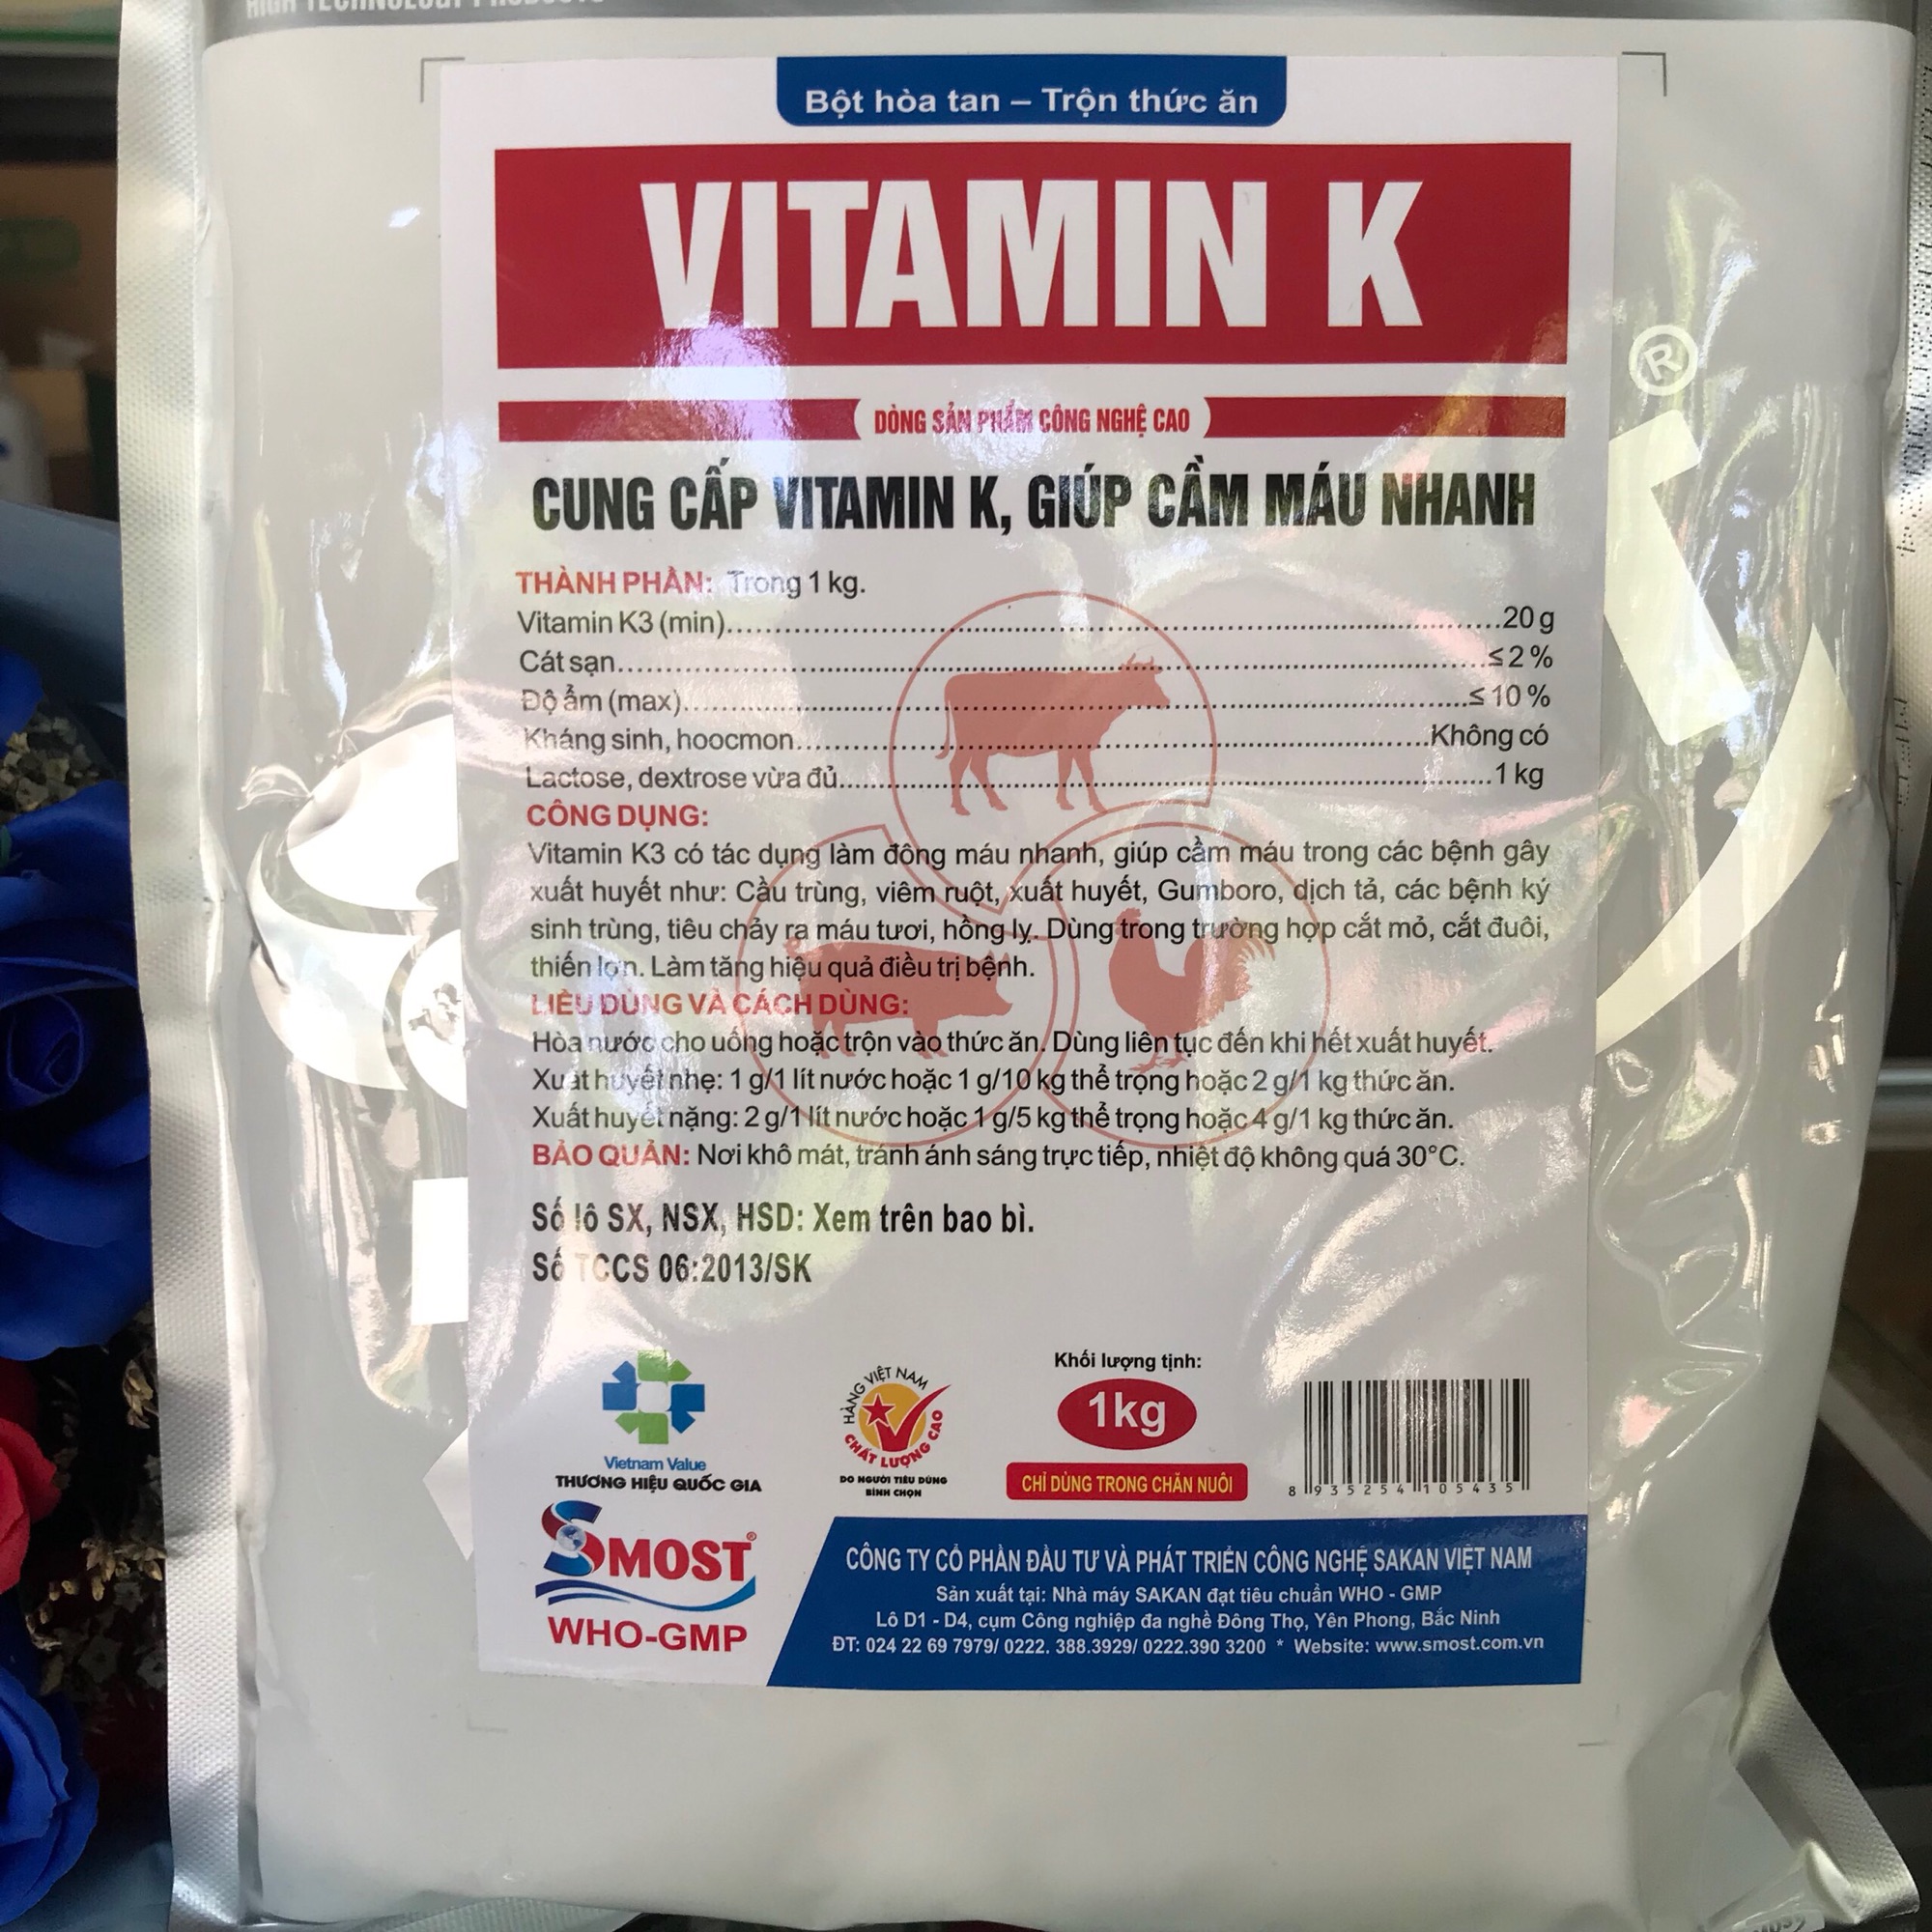 HIGH TECHNOLOGY PRODUCTS
Bột hòa tan – Trộn thức ăn
VITAMIN K
®
DÒNG SẢN PHẨM CÔNG NGHỆ CAO
CUNG CẤP VITAMIN K, GIÚP CẦM MÁU NHANH
THÀNH PHẦN: Trong 1 kg.
Vitamin K3 (min)....20 g
Cát sạn....≤ 2 %
Độ ẩm (max)....≤ 10 %
Kháng sinh, hoocmon....Không có
Lactose, dextrose vừa đủ....1 kg
CÔNG DỤNG:
Vitamin K3 có tác dụng làm đông máu nhanh, giúp cầm máu trong các bệnh gây
xuất huyết như: Cầu trùng, viêm ruột, xuất huyết, Gumboro, dịch tả, các bệnh ký
sinh trùng, tiêu chảy ra máu tươi, hồng lỵ. Dùng trong trường hợp cắt mỏ, cắt đuôi,
thiến lợn. Làm tăng hiệu quả điều trị bệnh.
LIỀU DÙNG VÀ CÁCH DÙNG:
Hòa nước cho uống hoặc trộn vào thức ăn. Dùng liên tục đến khi hết xuất huyết.
Xuất huyết nhẹ: 1 g/1 lít nước hoặc 1 g/10 kg thể trọng hoặc 2 g/1 kg thức ăn.
Xuất huyết nặng: 2 g/1 lít nước hoặc 1 g/5 kg thể trọng hoặc 4 g/1 kg thức ăn.
BẢO QUẢN: Nơi khô mát, tránh ánh sáng trực tiếp, nhiệt độ không quá 30°C.
Số lô SX, NSX, HSD: Xem trên bao bì.
Số TCCS 06:2013/SK
Vietnam Value
THƯƠNG HIỆU QUỐC GIA
HÀNG VIỆT NAM
CHẤT LƯỢNG CAO
DO NGƯỜI TIÊU DÙNG
BÌNH CHỌN
Khối lượng tịnh:
1kg
CHỈ DÙNG TRONG CHĂN NUÔI
8 935254 105435
SMOST®
WHO-GMP
CÔNG TY CỔ PHẦN ĐẦU TƯ VÀ PHÁT TRIỂN CÔNG NGHỆ SAKAN VIỆT NAM
Sản xuất tại: Nhà máy SAKAN đạt tiêu chuẩn WHO - GMP
Lô D1 - D4, cụm Công nghiệp đa nghề Đông Thọ, Yên Phong, Bắc Ninh
ĐT: 024 22 69 7979/ 0222. 388.3929/ 0222.390 3200 * Website: www.smost.com.vn